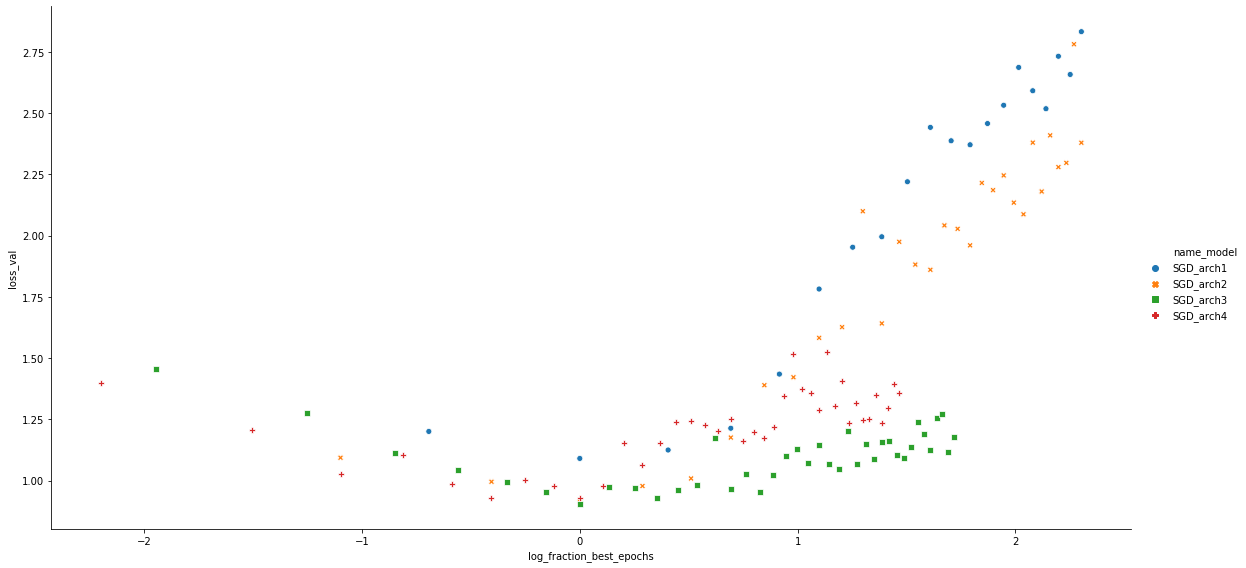 2.75
2.50
2.25
2.00
1.75
1.50
1.25
1.00
loss_val
−2
−1
0
1
2
log_fraction_best_epochs
name_model
SGD_arch1
SGD_arch2
SGD_arch3
SGD_arch4